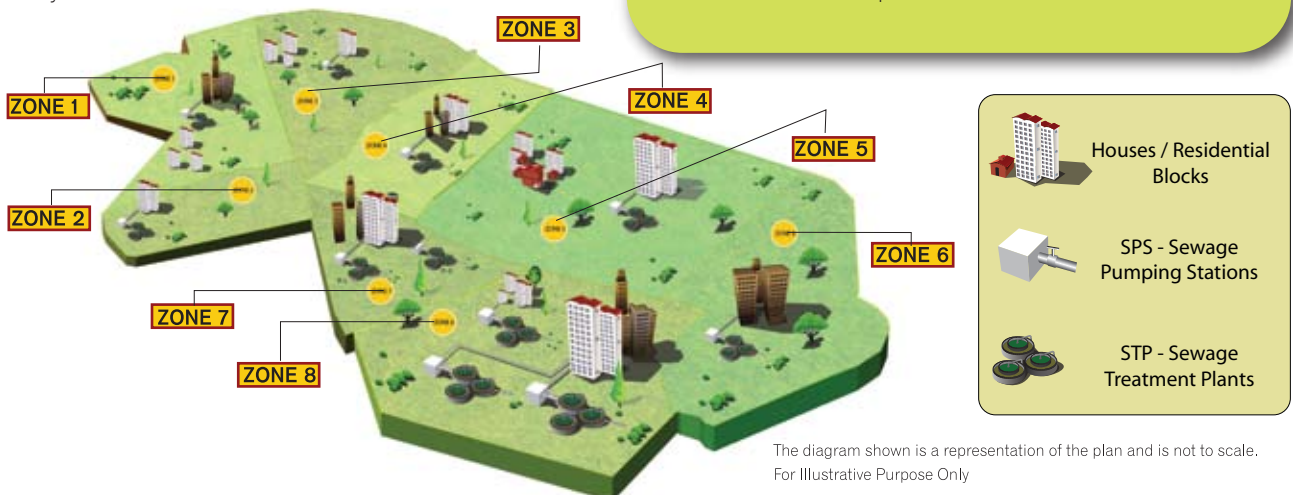 ZONE 3
ZONE 1
ZONE 4
ZONE 5
ZONE 2
ZONE 6
ZONE 7
ZONE 8
Houses / Residential
Blocks
SPS - Sewage
Pumping Stations
STP - Sewage
Treatment Plants
The diagram shown is a representation of the plan and is not to scale.
For Illustrative Purpose Only